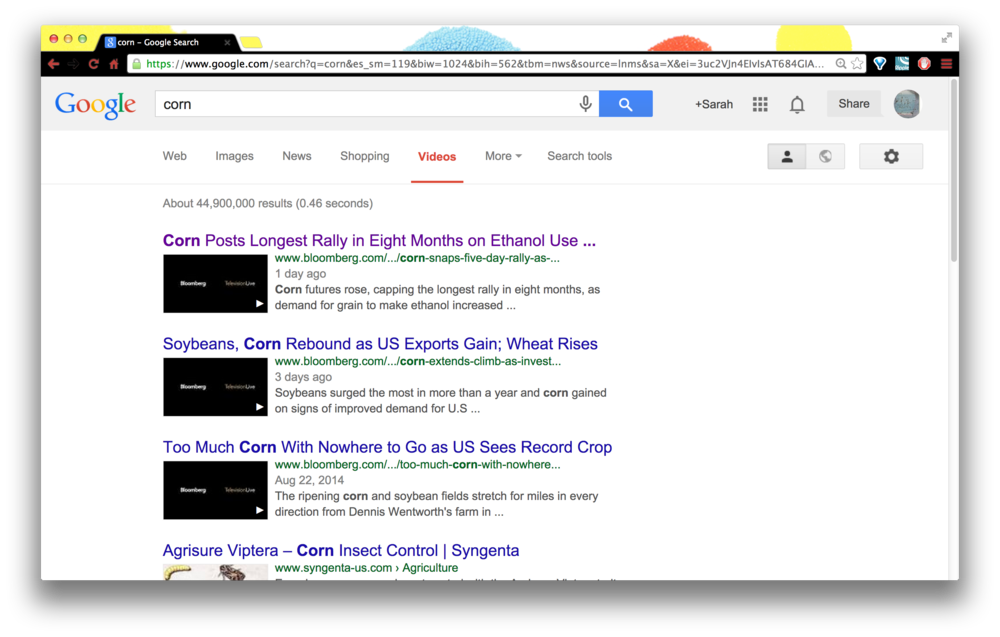 corn - Google Search
https://www.google.com/search?q=corn&es_sm=119&biw=1024&bih=562&tbm=nws&source=lnms&sa=X&ei=3uc2VJn4EIvIsAT684GIA...
Google
corn
+Sarah
Share
Web Images News Shopping Videos More Search tools
About 44,900,000 results (0.46 seconds)
Corn Posts Longest Rally in Eight Months on Ethanol Use ...
www.bloomberg.com/.../corn-snaps-five-day-rally-as-...
1 day ago
Corn futures rose, capping the longest rally in eight months, as
demand for grain to make ethanol increased ...
Bloomberg TelevisionLive
Soybeans, Corn Rebound as US Exports Gain; Wheat Rises
www.bloomberg.com/.../corn-extends-climb-as-invest...
3 days ago
Soybeans surged the most in more than a year and corn gained
on signs of improved demand for U.S ...
Bloomberg TelevisionLive
Too Much Corn With Nowhere to Go as US Sees Record Crop
www.bloomberg.com/.../too-much-corn-with-nowhere...
Aug 22, 2014
The ripening corn and soybean fields stretch for miles in every
direction from Dennis Wentworth's farm in ...
Bloomberg TelevisionLive
Agrisure Viptera – Corn Insect Control | Syngenta
www.syngenta-us.com › Agriculture